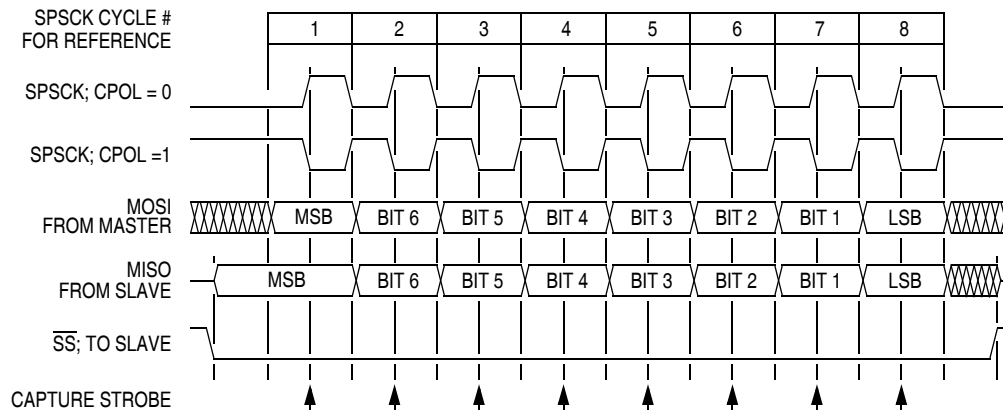 SPSCK CYCLE #
FOR REFERENCE
1 2 3 4 5 6 7 8
SPSCK; CPOL = 0
SPSCK; CPOL =1
MOSI
FROM MASTER
MSB BIT 6 BIT 5 BIT 4 BIT 3 BIT 2 BIT 1 LSB
MISO
FROM SLAVE
MSB BIT 6 BIT 5 BIT 4 BIT 3 BIT 2 BIT 1 LSB
SS; TO SLAVE
CAPTURE STROBE